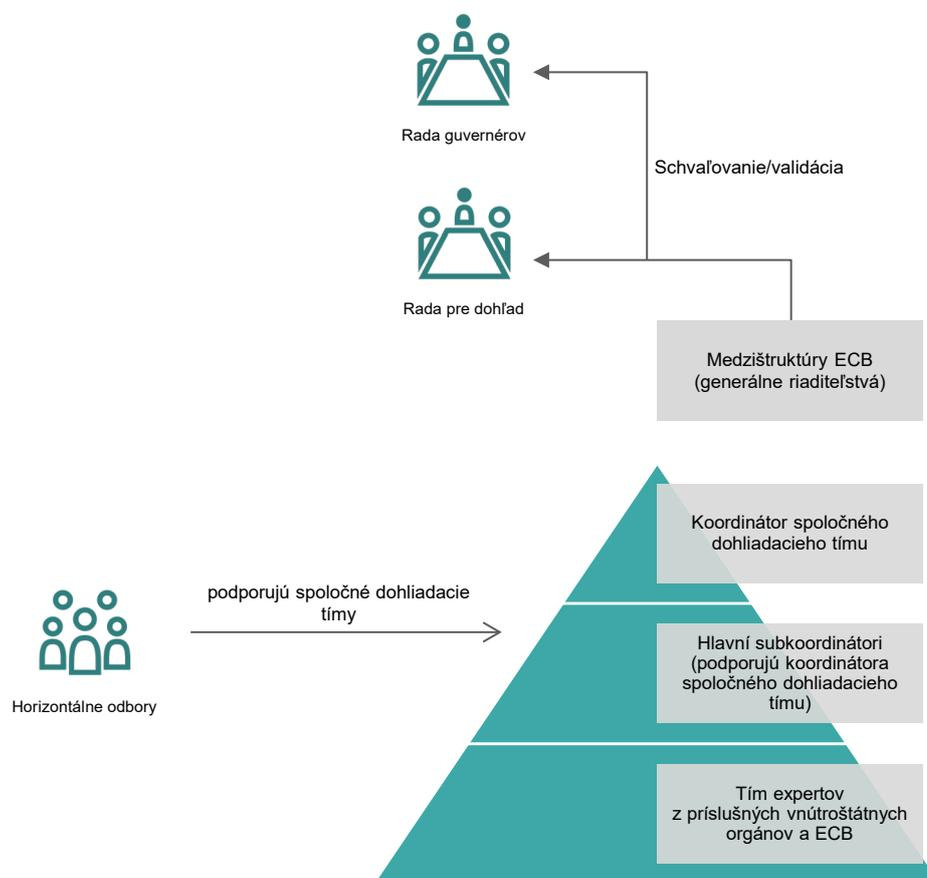 Rada guvernérov
Schvaľovanie/validácia
Rada pre dohľad
Medzištruktúry ECB
(generálne riaditeľstvá)
Koordinátor spoločného
dohliadacieho tímu
podporujú spoločné dohliadacie
tímy
Hlavní subkoordinátori
(podporujú koordinátora
spoločného dohliadacieho
tímu)
Horizontálne odbory
Tím expertov
z príslušných vnútroštátnych
orgánov a ECB